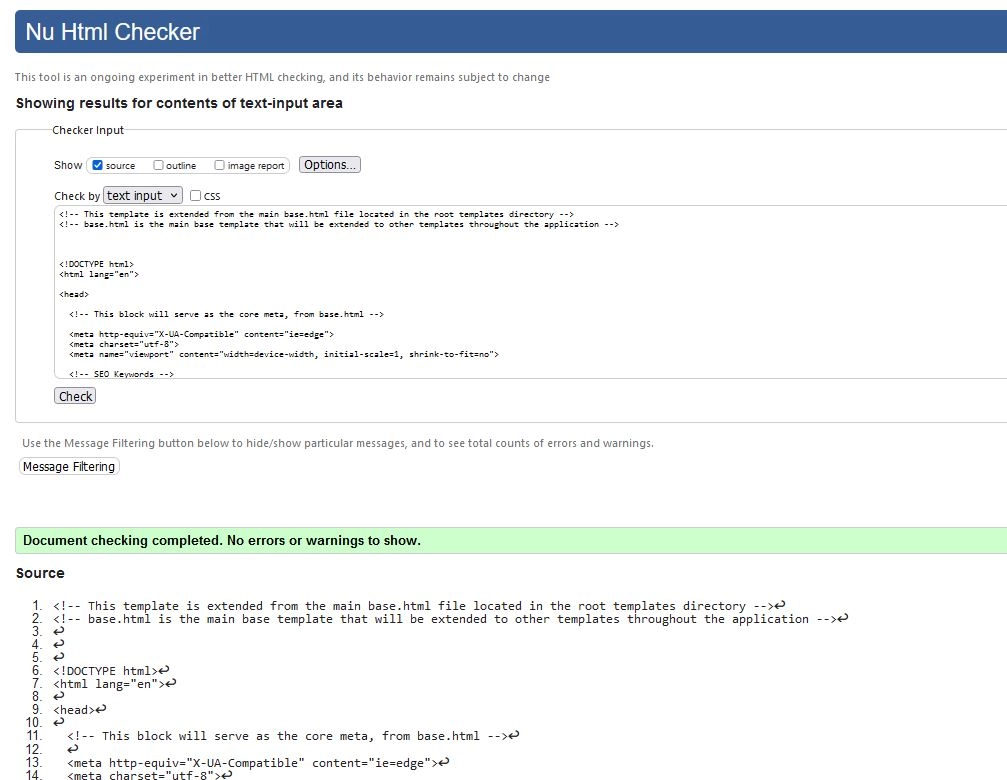 Nu Html Checker
This tool is an ongoing experiment in better HTML checking, and its behavior remains subject to change
Showing results for contents of text-input area
Checker Input
Show source outline image report Options...
Check by text input css
<!-- This template is extended from the main base.html file located in the root templates directory -->
<!-- base.html is the main base template that will be extended to other templates throughout the application -->
<!DOCTYPE html>
<html lang="en">
<head>
<!-- This block will serve as the core meta, from base.html -->
<meta http-equiv="X-UA-Compatible" content="ie=edge">
<meta charset="utf-8">
<meta name="viewport" content="width=device-width, initial-scale=1, shrink-to-fit=no">
<!-- SEO Keywords -->
Check
Use the Message Filtering button below to hide/show particular messages, and to see total counts of errors and warnings.
Message Filtering
Document checking completed. No errors or warnings to show.
Source
1. <!-- This template is extended from the main base.html file located in the root templates directory -->↩
2. <!-- base.html is the main base template that will be extended to other templates throughout the application -->↩
3. ↩
4. ↩
5. ↩
6. <!DOCTYPE html>↩
7. <html lang="en">↩
8. ↩
9. <head>↩
10. ↩
11. <!-- This block will serve as the core meta, from base.html -->↩
12. ↩
13. <meta http-equiv="X-UA-Compatible" content="ie=edge">↩
14. <meta charset="utf-8">↩